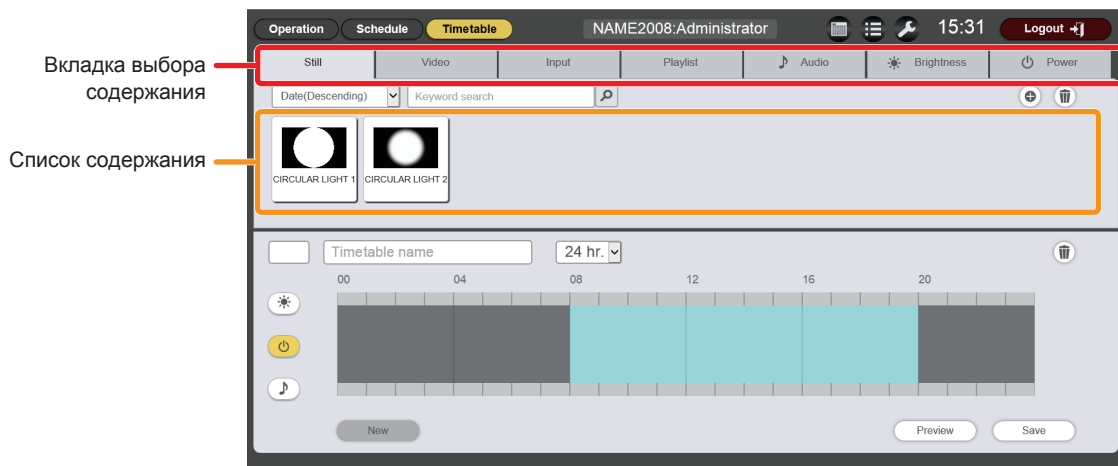 Operation Schedule Timetable NAME2008:Administrator 15:31 Logout
Вкладка выбора
содержания
Still Video Input Playlist Audio Brightness Power
Date(Descending) Keyword search
Список содержания
CIRCULAR LIGHT 1 CIRCULAR LIGHT 2
Timetable name 24 hr.
00 04 08 12 16 20
New Preview Save